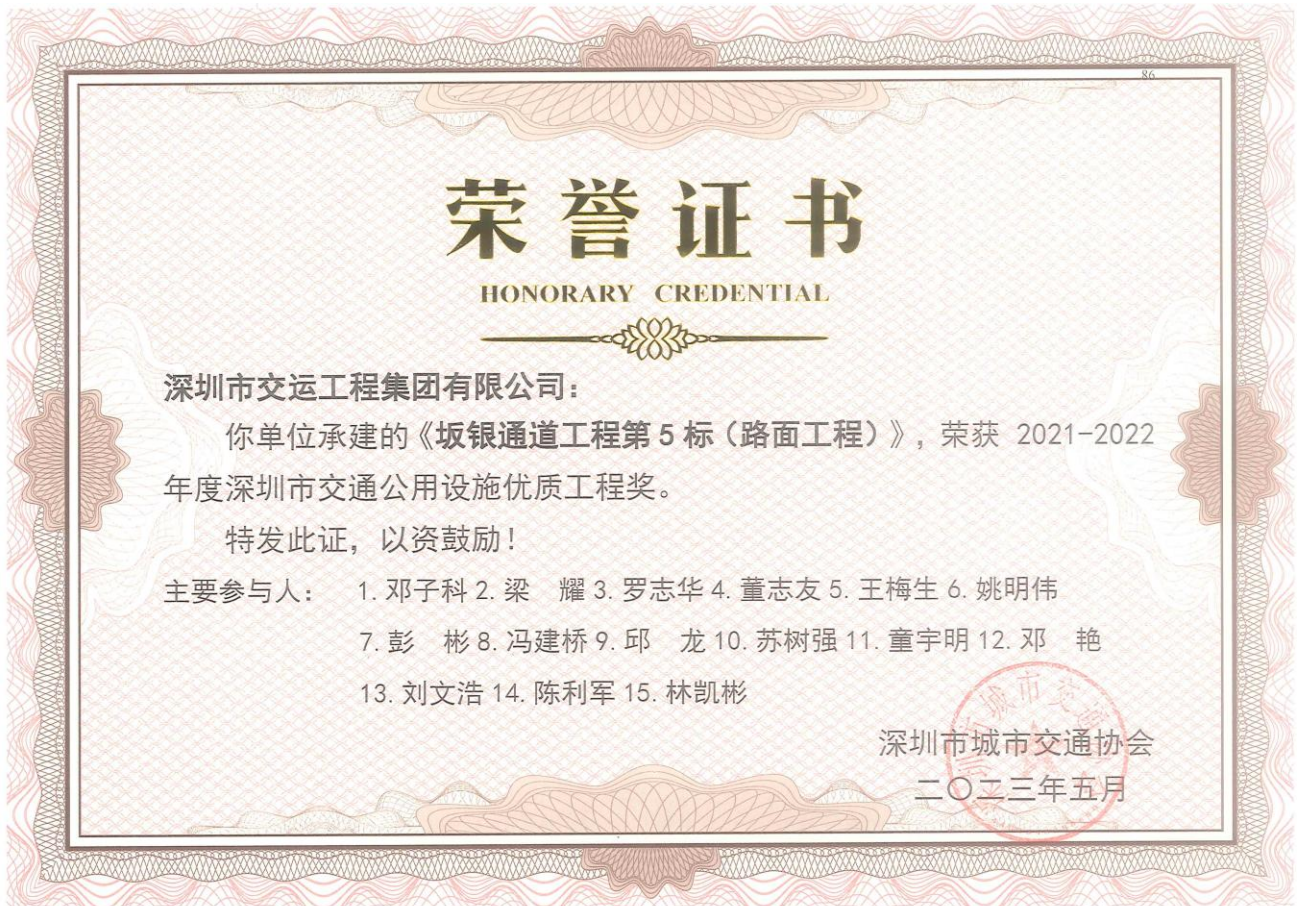 86
荣誉证书
HONORARY CREDENTIAL
深圳市交运工程集团有限公司：
你单位承建的《坂银通道工程第5标（路面工程）》，荣获 2021-2022
年度深圳市交通公用设施优质工程奖。
特发此证，以资鼓励！
主要参与人： 1.邓子科 2.梁 耀 3.罗志华 4.董志友 5.王梅生 6.姚明伟
7.彭 彬 8.冯建桥 9.邱 龙 10.苏树强 11.童宇明 12.邓 艳
13.刘文浩 14.陈利军 15.林凯彬
深圳市城市交通协会
二〇二三年五月